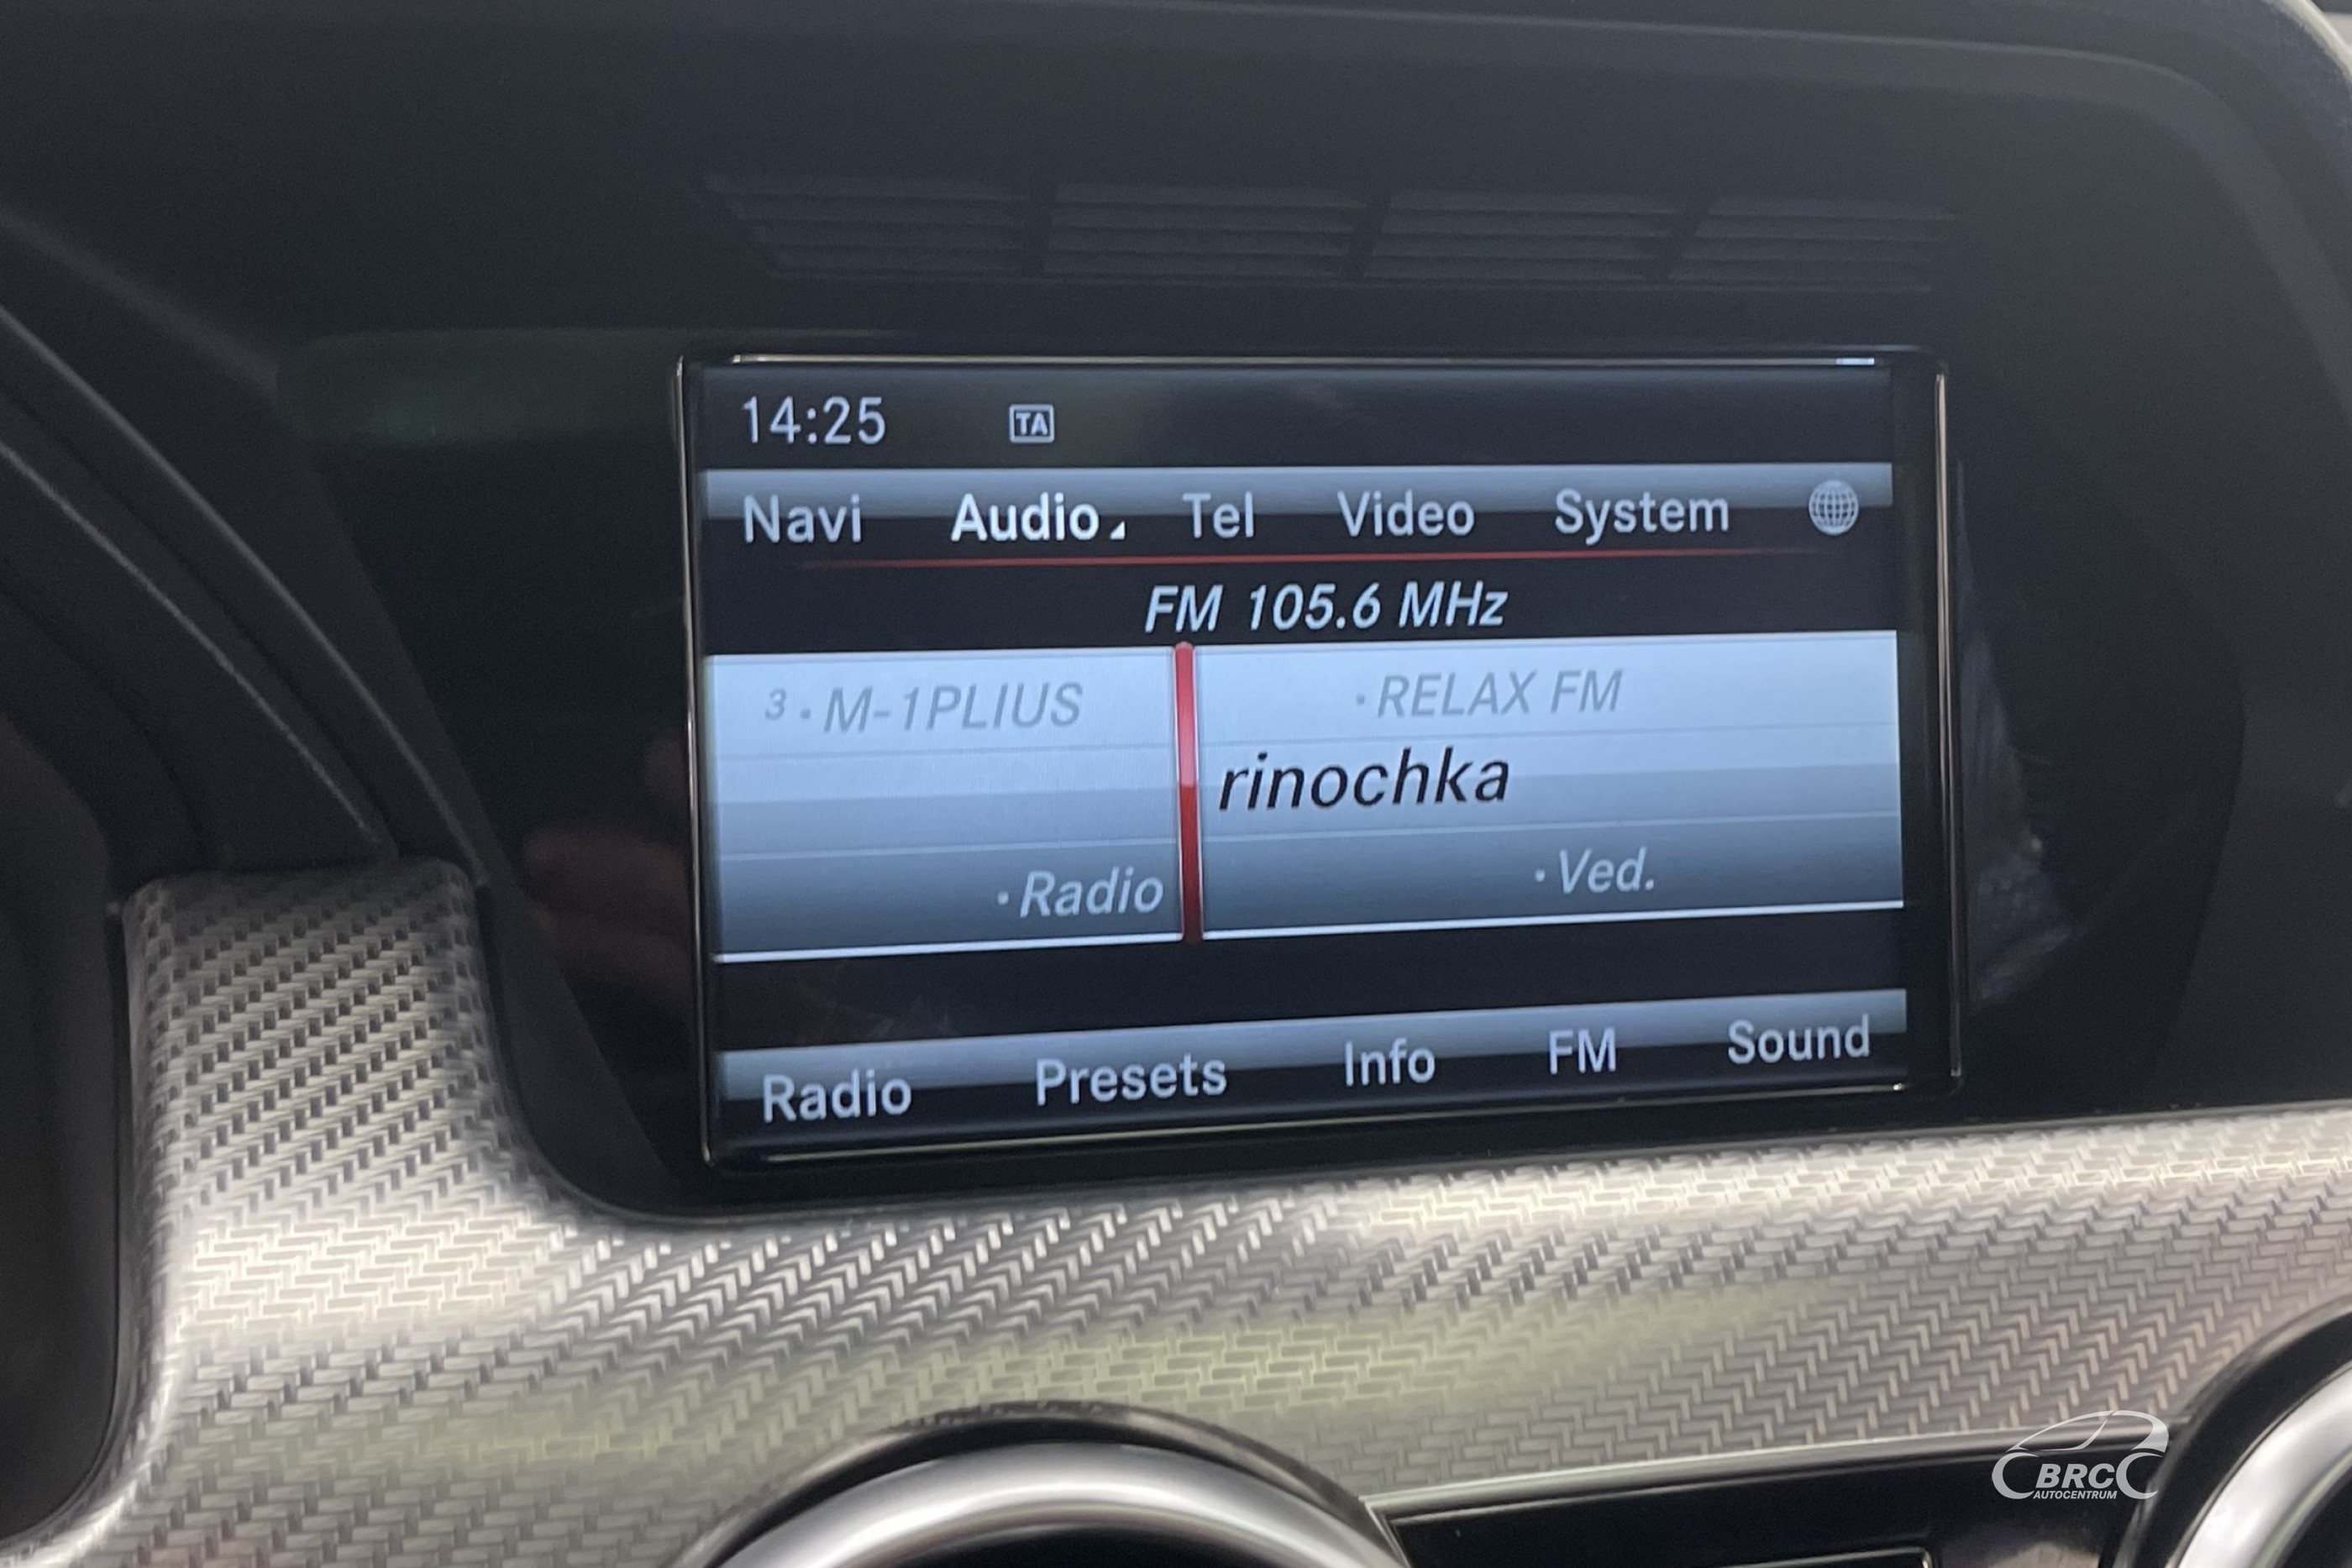 14:25 TA
Navi Audio Tel Video System
FM 105.6 MHz
3 · M-1PLIUS · RELAX FM
rinochka
· Radio · Ved.
Radio Presets Info FM Sound
BRC
AUTOCENTRUM